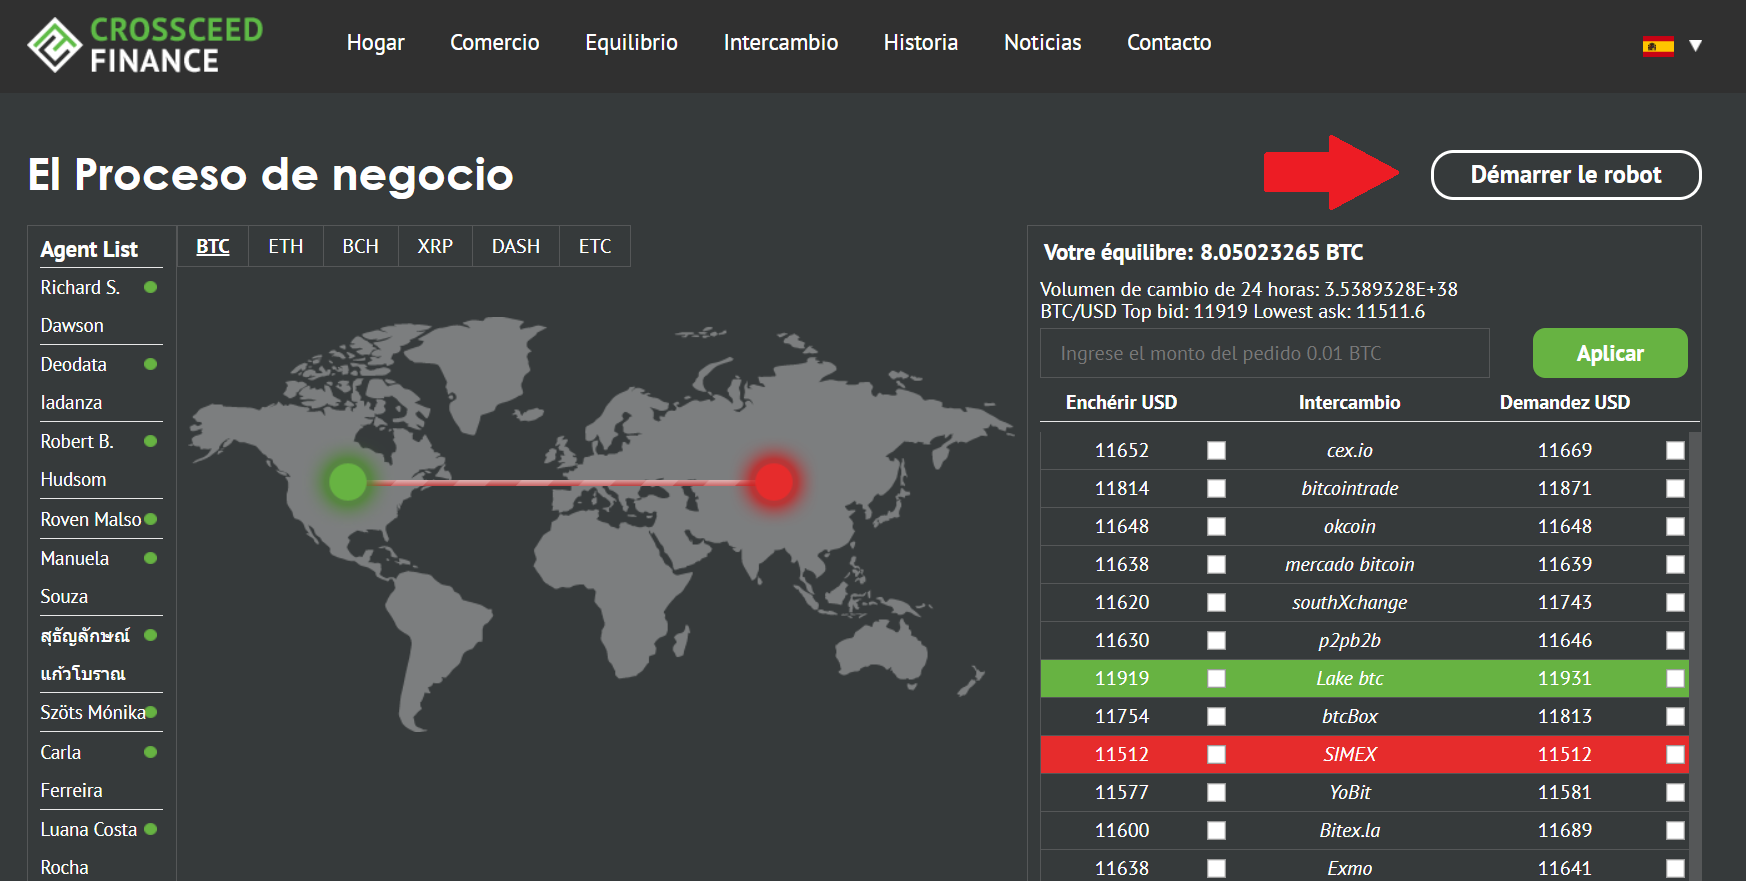 CROSSCEED
FINANCE
Hogar Comercio Equilibrio Intercambio Historia Noticias Contacto
El Proceso de negocio
Démarrer le robot
Agent List
Richard S.
Dawson
Deodata
Iadanza
Robert B.
Hudsom
Roven Malso
Manuela
Souza
สุธัญลักษณ์
แก้วโบราณ
Szöts Mónika
Carla
Ferreira
Luana Costa
Rocha
BTC ETH BCH XRP DASH ETC
Votre équilibre: 8.05023265 BTC
Volumen de cambio de 24 horas: 3.5389328E+38
BTC/USD Top bid: 11919 Lowest ask: 11511.6
Ingrese el monto del pedido 0.01 BTC
Aplicar
Enchérir USD Intercambio Demandez USD
11652 cex.io 11669
11814 bitcointrade 11871
11648 okcoin 11648
11638 mercado bitcoin 11639
11620 southXchange 11743
11630 p2pb2b 11646
11919 Lake btc 11931
11754 btcBox 11813
11512 SIMEX 11512
11577 YoBit 11581
11600 Bitex.la 11689
11638 Exmo 11641